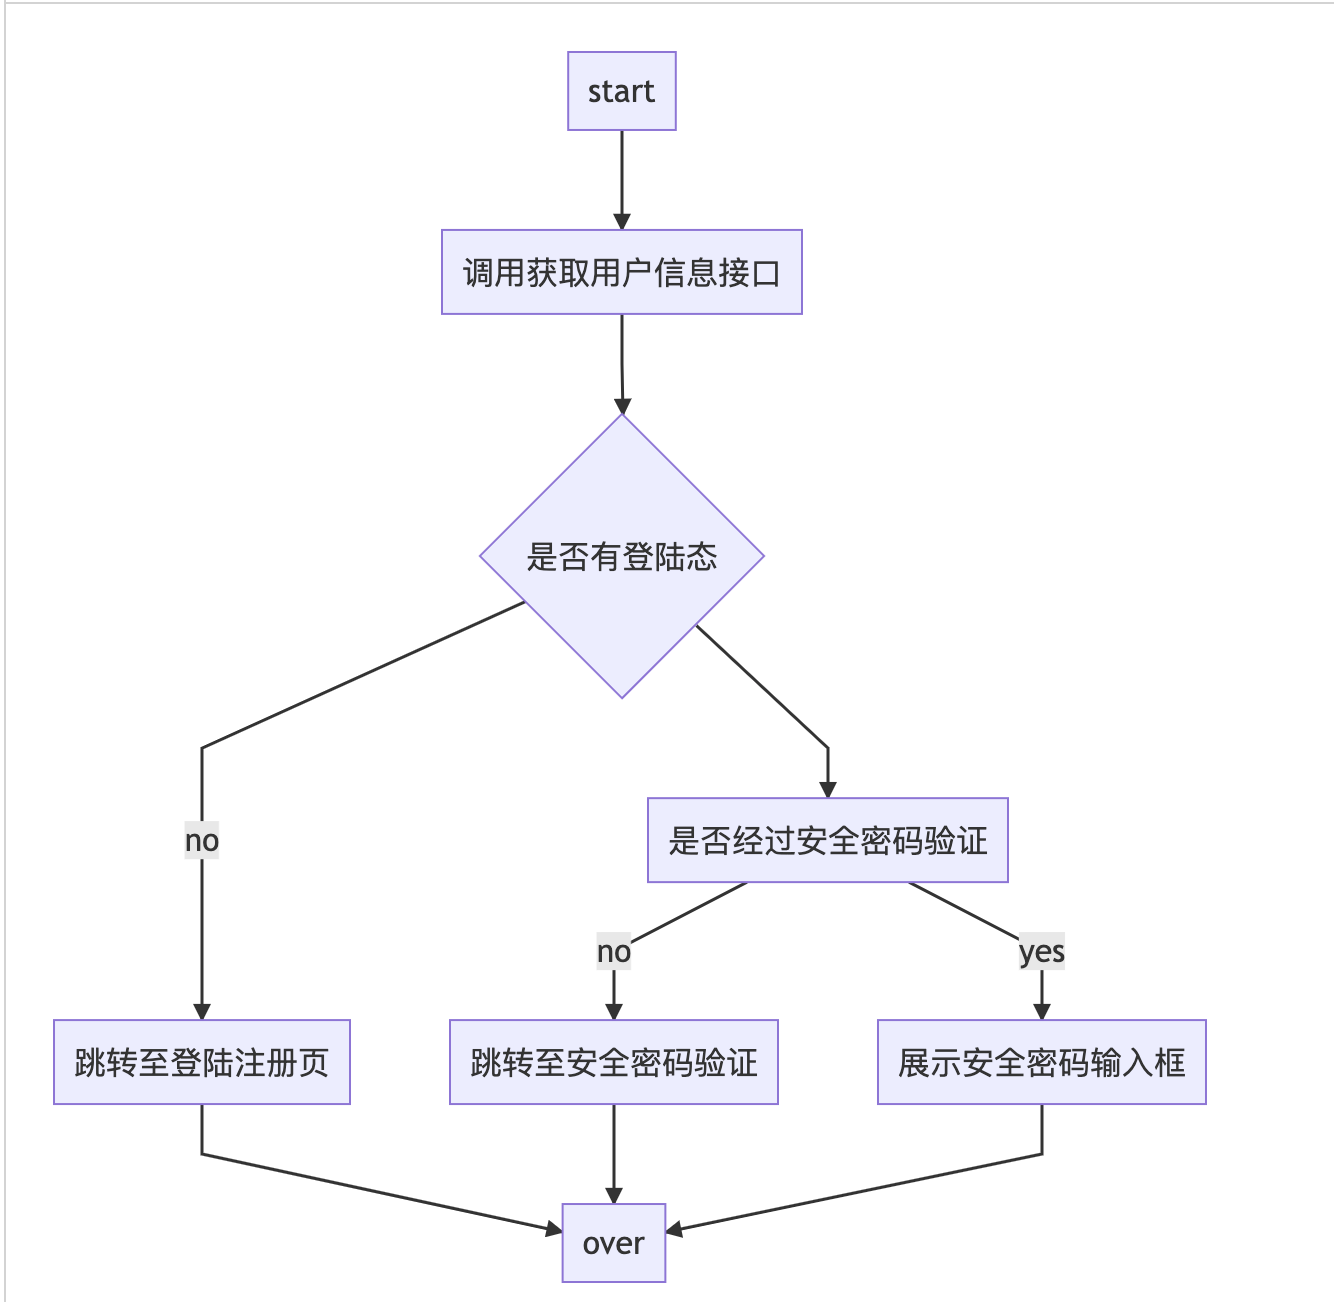 start
调用获取用户信息接口
是否有登陆态
no
是否经过安全密码验证
no
yes
跳转至登陆注册页
跳转至安全密码验证
展示安全密码输入框
over